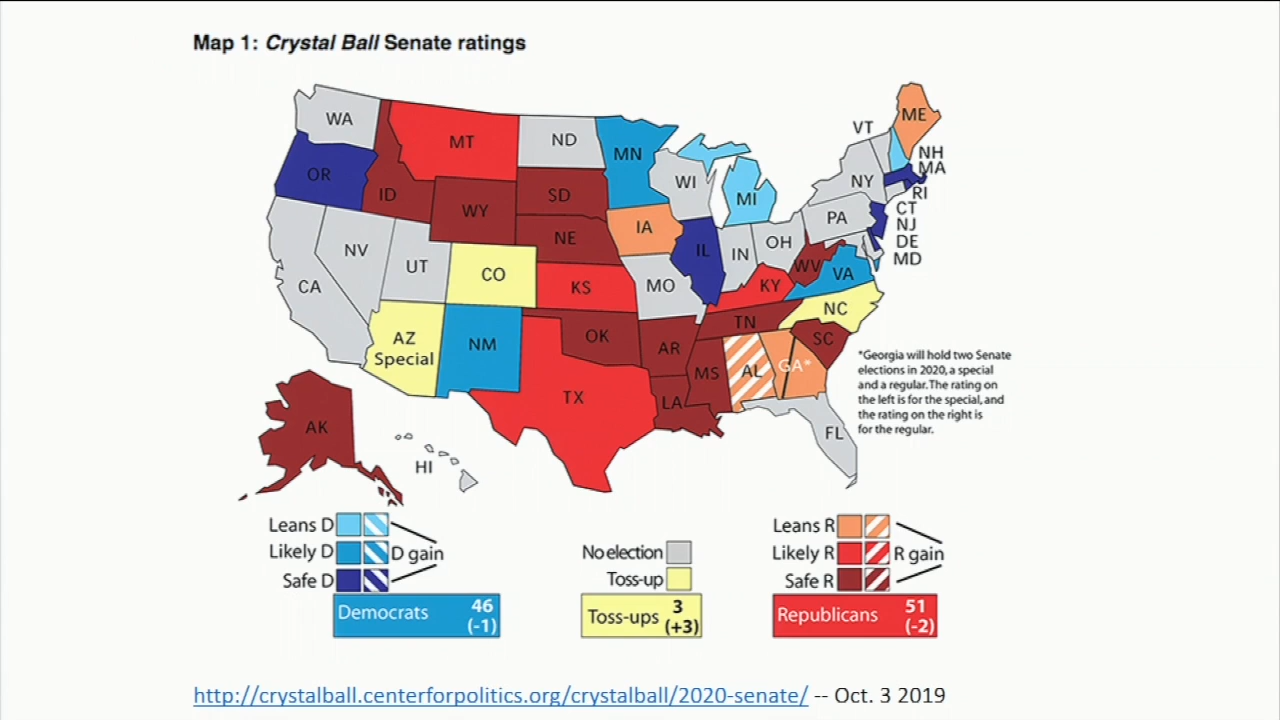 Map 1: Crystal Ball Senate ratings
WA
OR
CA
NV
ID
MT
WY
UT
AZ
Special
CO
NM
ND
SD
NE
KS
OK
TX
MN
IA
MO
AR
LA
WI
IL
MI
IN
OH
KY
TN
MS
AL
GA*
FL
SC
NC
VA
WV
PA
NY
VT
ME
NH
MA
RI
CT
NJ
DE
MD
AK
HI
*Georgia will hold two Senate
elections in 2020, a special
and a regular. The rating on
the left is for the special, and
the rating on the right is
for the regular.
Leans D
Likely D
D gain
Safe D
Democrats 46
(-1)
No election
Toss-up
Toss-ups 3
(+3)
Leans R
Likely R
R gain
Safe R
Republicans 51
(-2)
http://crystalball.centerforpolitics.org/crystalball/2020-senate/ -- Oct. 3 2019